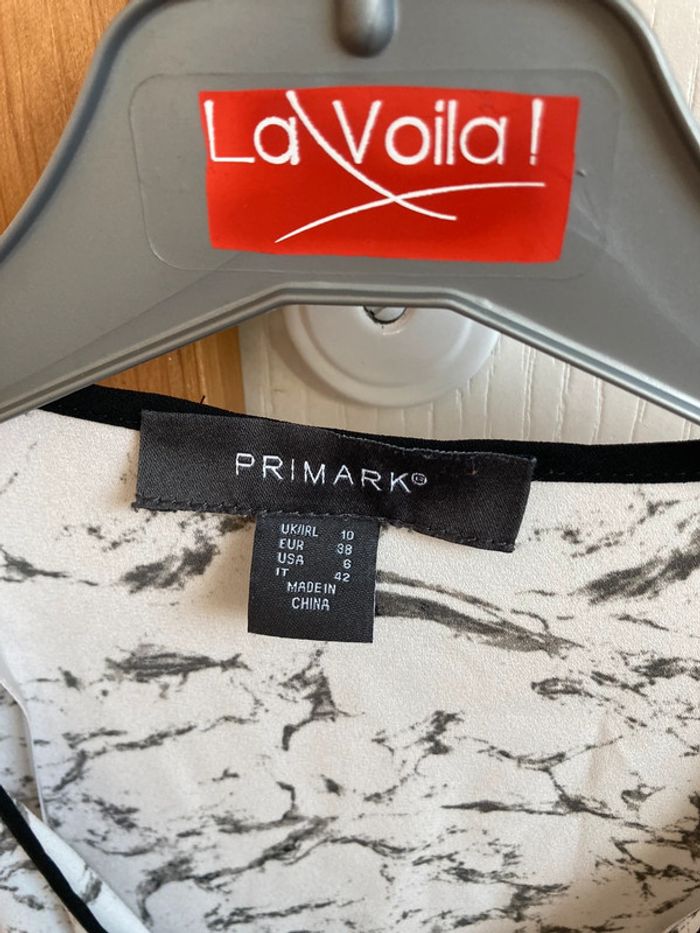 La Voila !
PRIMARK®
UK/IRL 10
EUR 38
USA 6
IT 42
MADE IN
CHINA